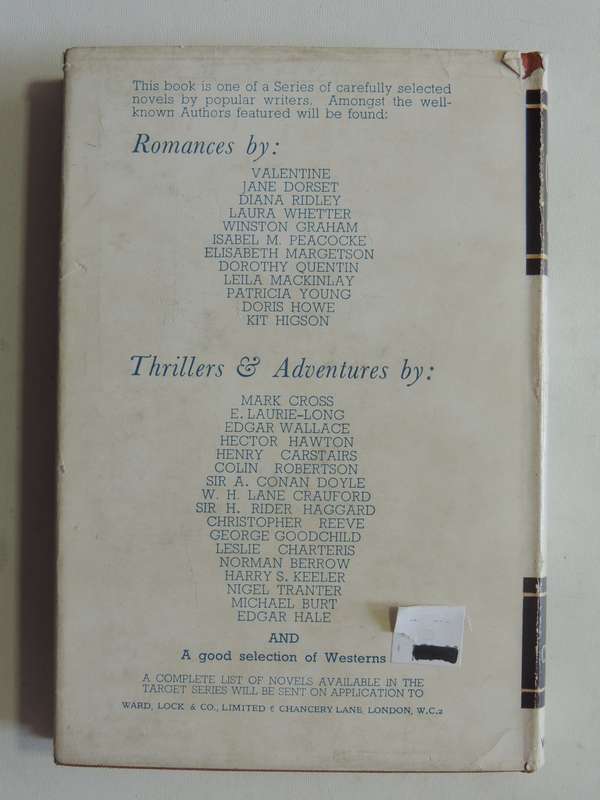 This book is one of a Series of carefully selected
novels by popular writers. Amongst the well-
known Authors featured will be found:
Romances by:
VALENTINE
JANE DORSET
DIANA RIDLEY
LAURA WHETTER
WINSTON GRAHAM
ISABEL M. PEACOCKE
ELISABETH MARGETSON
DOROTHY QUENTIN
LEILA MACKINLAY
PATRICIA YOUNG
DORIS HOWE
KIT HIGSON
Thrillers & Adventures by:
MARK CROSS
E. LAURIE-LONG
EDGAR WALLACE
HECTOR HAWTON
HENRY CARSTAIRS
COLIN ROBERTSON
SIR A. CONAN DOYLE
W. H. LANE CRAUFORD
SIR H. RIDER HAGGARD
CHRISTOPHER REEVE
GEORGE GOODCHILD
LESLIE CHARTERIS
NORMAN BERROW
HARRY S. KEELER
NIGEL TRANTER
MICHAEL BURT
EDGAR HALE
AND
A good selection of Westerns
A COMPLETE LIST OF NOVELS AVAILABLE IN THE
TARGET SERIES WILL BE SENT ON APPLICATION TO
WARD, LOCK & CO., LIMITED 6 CHANCERY LANE, LONDON, W.C.2